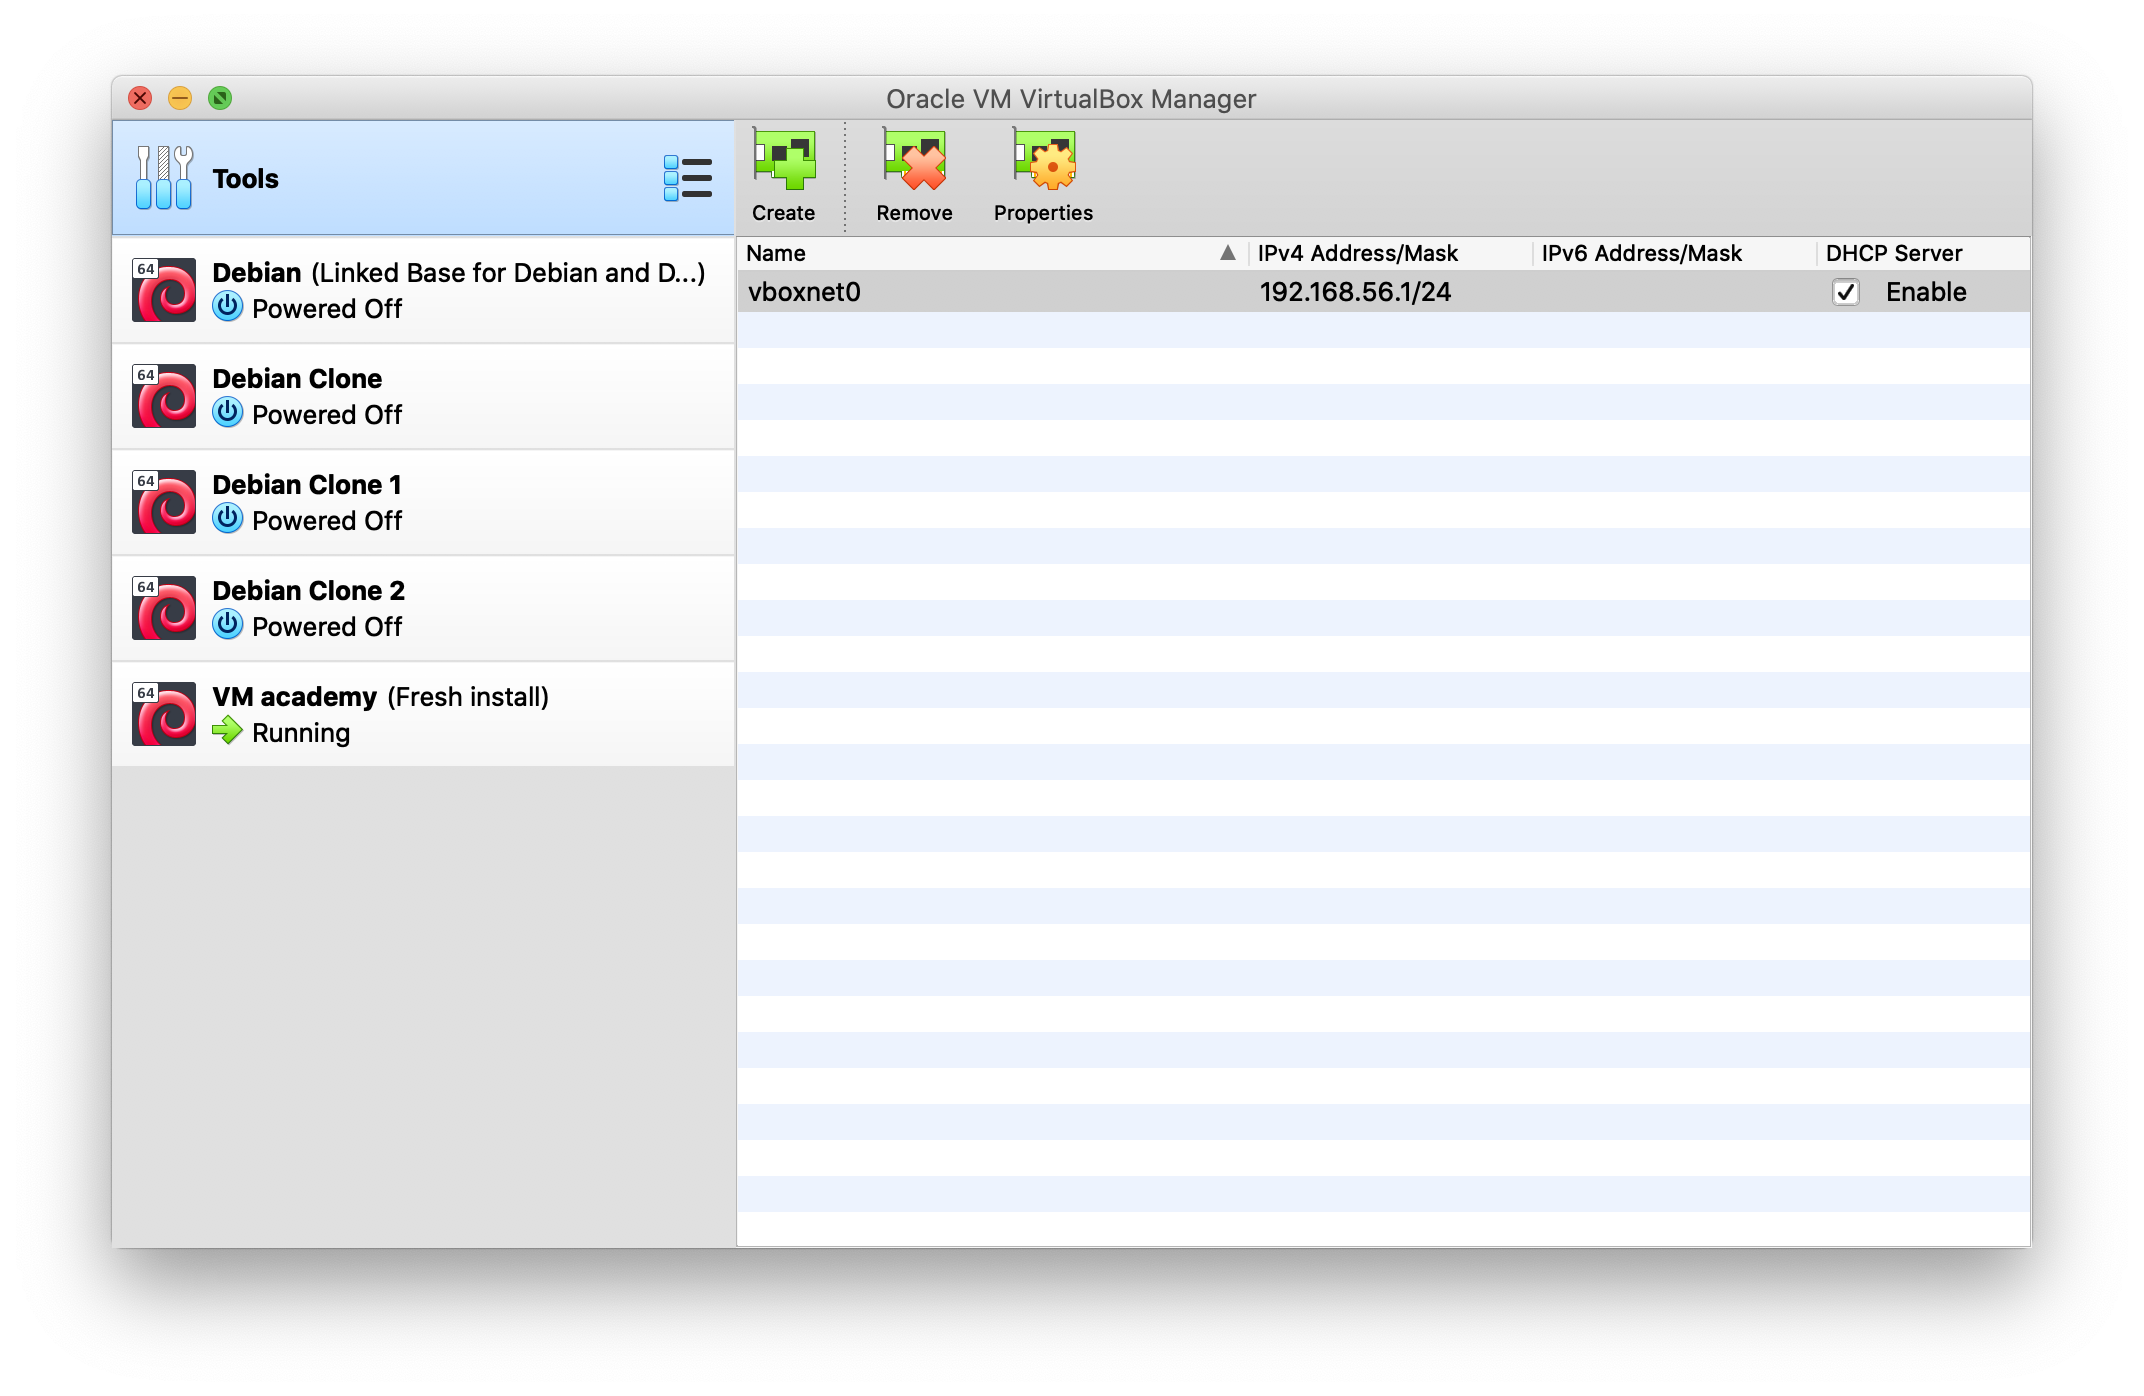 Oracle VM VirtualBox Manager
Tools
Create
Remove
Properties
64
Debian (Linked Base for Debian and D...)
Powered Off
64
Debian Clone
Powered Off
64
Debian Clone 1
Powered Off
64
Debian Clone 2
Powered Off
64
VM academy (Fresh install)
Running
Name IPv4 Address/Mask IPv6 Address/Mask DHCP Server
vboxnet0 192.168.56.1/24 Enable